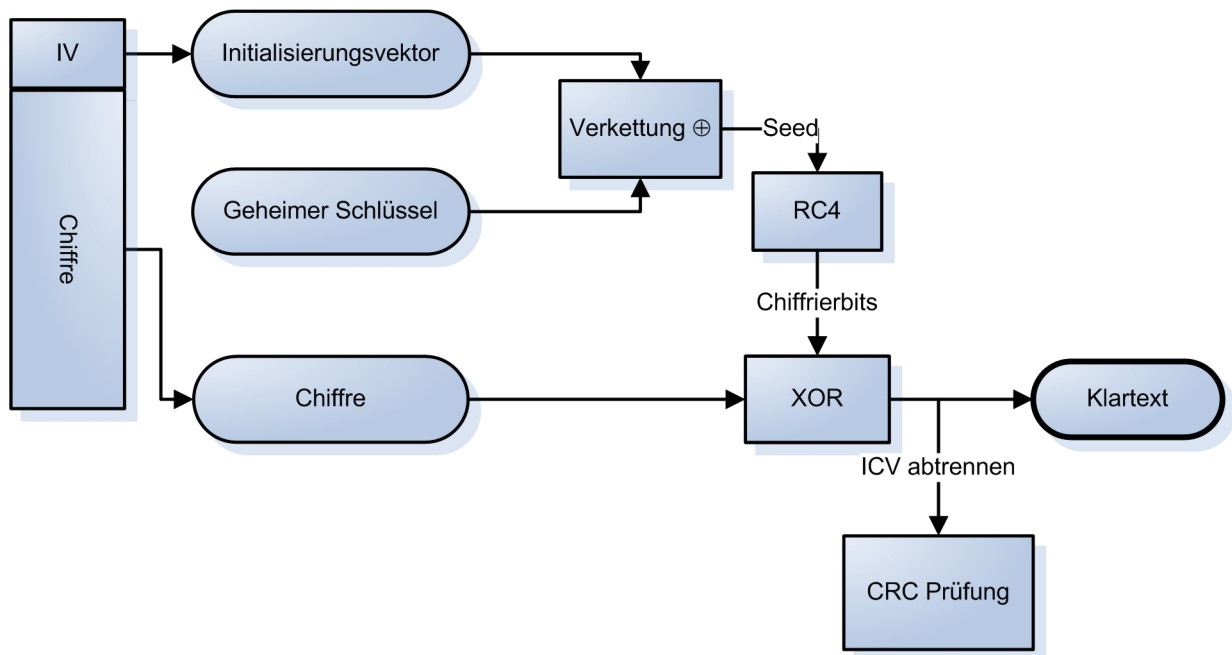 IV
Initialisierungsvektor
Verkettung ⊕
Seed
Geheimer Schlüssel
RC4
Chiffre
Chiffrierbits
Chiffre
XOR
Klartext
ICV abtrennen
CRC Prüfung